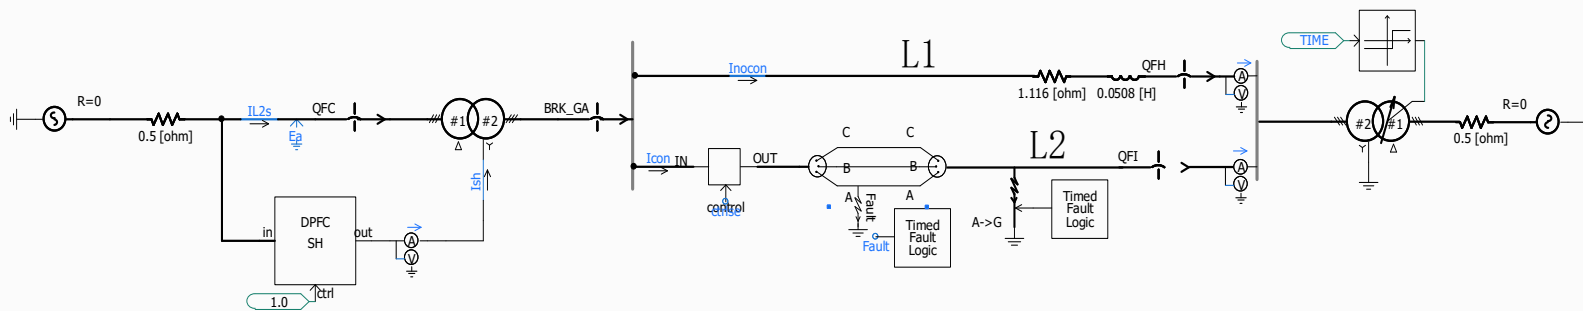 R=0
0.5 [ohm]
IL2s
Ea
QFC
#1
#2
Δ
Y
BRK_GA
Ish
in
DPFC
SH
out
A
V
1.0
ctrl
Inocon
L1
1.116 [ohm]
0.0508 [H]
QFH
A
V
Icon
IN
OUT
control
ctrlse
C
C
B
B
A
A
Fault
Fault
Timed
Fault
Logic
L2
A->G
Timed
Fault
Logic
QFI
A
V
TIME
#2
#1
Y
Δ
R=0
0.5 [ohm]